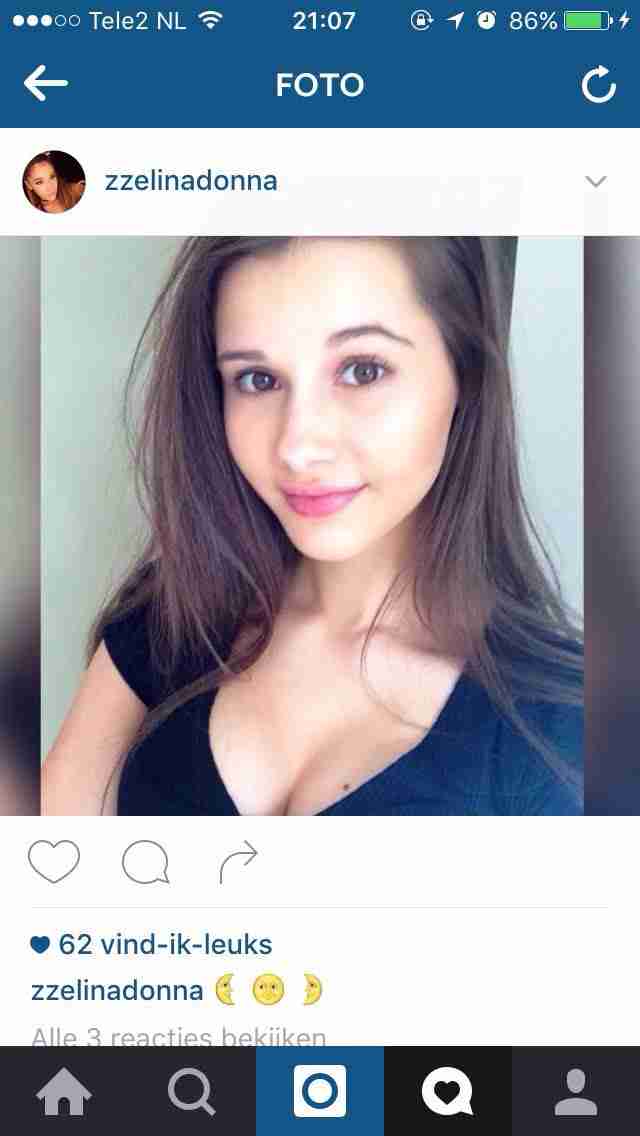 Tele2 NL 21:07 86%
FOTO
zzelinadonna
62 vind-ik-leuks
zzelinadonna
Alle 3 reacties bekijken